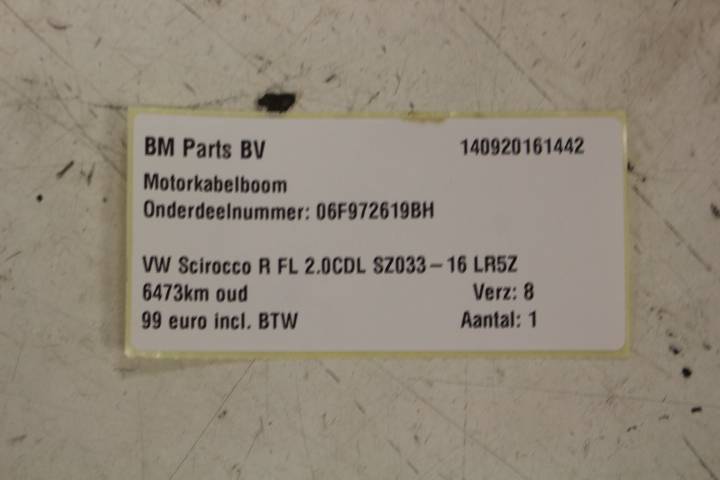 BM Parts BV 140920161442
Motorkabelboom
Onderdeelnummer: 06F972619BH
VW Scirocco R FL 2.0CDL SZ033-16 LR5Z
6473km oud Verz: 8
99 euro incl. BTW Aantal: 1